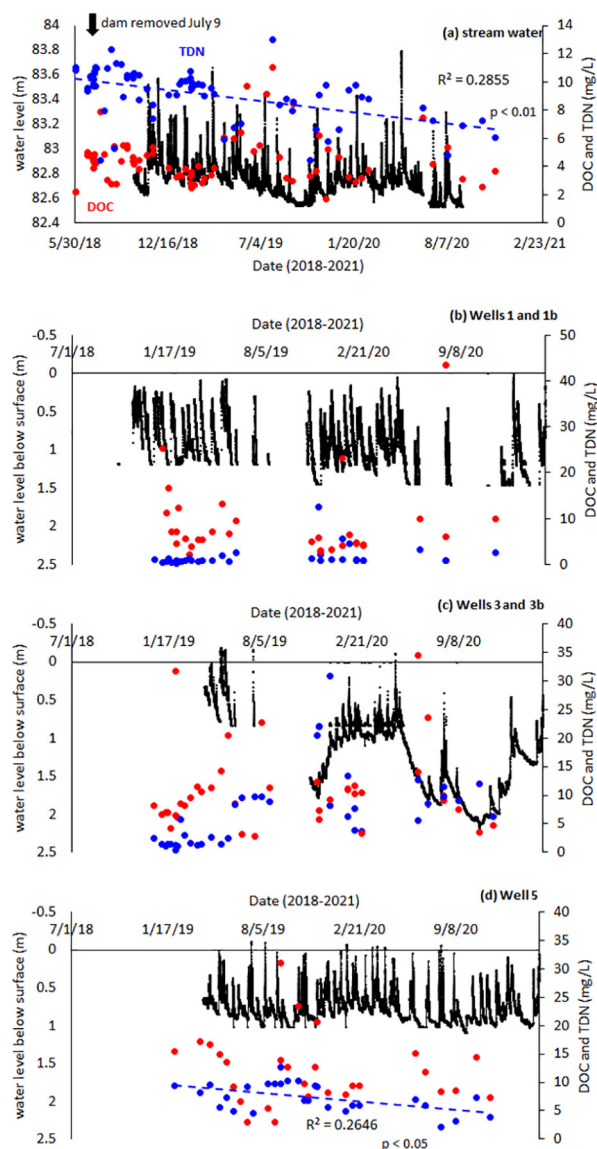 dam removed July 9
(a) stream water
84
83.8
83.6
83.4
83.2
83
82.8
82.6
82.4
water level (m)
TDN
DOC
R² = 0.2855
p < 0.01
14
12
10
8
6
4
2
0
DOC and TDN (mg/L)
5/30/18 12/16/18 7/4/19 1/20/20 8/7/20 2/23/21
Date (2018-2021)
(b) Wells 1 and 1b
Date (2018-2021)
7/1/18 1/17/19 8/5/19 2/21/20 9/8/20
-0.5
0
0.5
1
1.5
2
2.5
water level below surface (m)
50
40
30
20
10
0
DOC and TDN (mg/L)
(c) Wells 3 and 3b
Date (2018-2021)
7/1/18 1/17/19 8/5/19 2/21/20 9/8/20
-0.5
0
0.5
1
1.5
2
2.5
water level below surface (m)
40
35
30
25
20
15
10
5
0
DOC and TDN (mg/L)
(d) Well 5
Date (2018-2021)
7/1/18 1/17/19 8/5/19 2/21/20 9/8/20
-0.5
0
0.5
1
1.5
2
2.5
water level below surface (m)
R² = 0.2646
p < 0.05
40
35
30
25
20
15
10
5
0
DOC and TDN (mg/L)